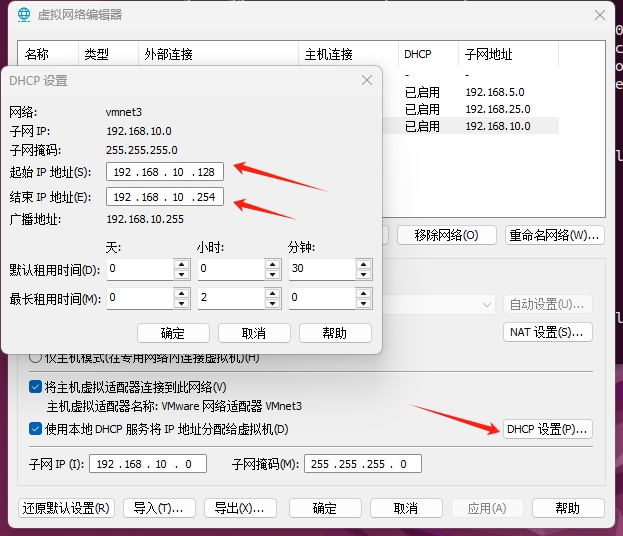 虚拟网络编辑器
名称 类型 外部连接 主机连接 DHCP 子网地址
- -
已启用 192.168.5.0
已启用 192.168.25.0
已启用 192.168.10.0
DHCP 设置
网络: vmnet3
子网 IP: 192.168.10.0
子网掩码: 255.255.255.0
起始 IP 地址(S): 192 .168 . 10 .128
结束 IP 地址(E): 192 .168 . 10 .254
广播地址: 192.168.10.255
天: 小时: 分钟:
默认租用时间(D): 0 0 30
最长租用时间(M): 0 2 0
确定 取消 帮助
移除网络(O) 重命名网络(W)...
自动设置(U)...
NAT 设置(S)...
仅主机模式(在专用网络内连接虚拟机)(H)
将主机虚拟适配器连接到此网络(V)
主机虚拟适配器名称: VMware 网络适配器 VMnet3
使用本地 DHCP 服务将 IP 地址分配给虚拟机(D)
DHCP 设置(P)...
子网 IP (I): 192 .168 . 10 . 0 子网掩码(M): 255 .255 .255 . 0
还原默认设置(R) 导入(T)... 导出(X)... 确定 取消 应用(A) 帮助